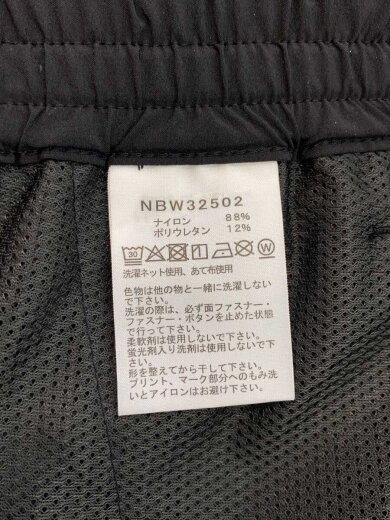 NBW32502
ナイロン 88%
ポリウレタン 12%
30 W
洗濯ネット使用、あて布使用
色物は他の物と一緒に洗濯しない
で下さい。
洗濯の際は、必ず面ファスナー・
ファスナー・ボタンを止めた状態
で行って下さい。
柔軟剤は使用しないで下さい。
蛍光剤入り洗剤は使用しないで下
さい。
形を整えてから干して下さい。
プリント、マーク部分へのもみ洗
いとアイロンはお避け下さい。